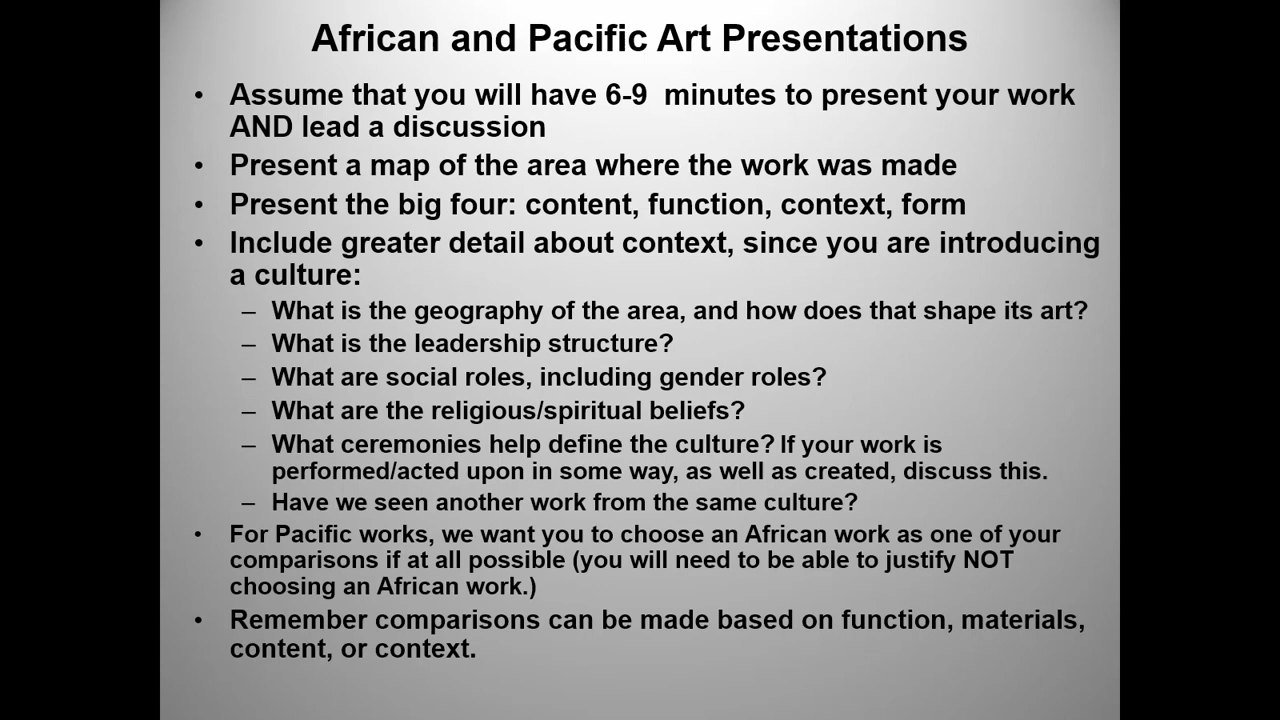 African and Pacific Art Presentations
• Assume that you will have 6-9  minutes to present your work
AND lead a discussion
• Present a map of the area where the work was made
• Present the big four: content, function, context, form
• Include greater detail about context, since you are introducing
a culture:
– What is the geography of the area, and how does that shape its art?
– What is the leadership structure?
– What are social roles, including gender roles?
– What are the religious/spiritual beliefs?
– What ceremonies help define the culture? If your work is
performed/acted upon in some way, as well as created, discuss this.
– Have we seen another work from the same culture?
• For Pacific works, we want you to choose an African work as one of your
comparisons if at all possible (you will need to be able to justify NOT
choosing an African work.)
• Remember comparisons can be made based on function, materials,
content, or context.